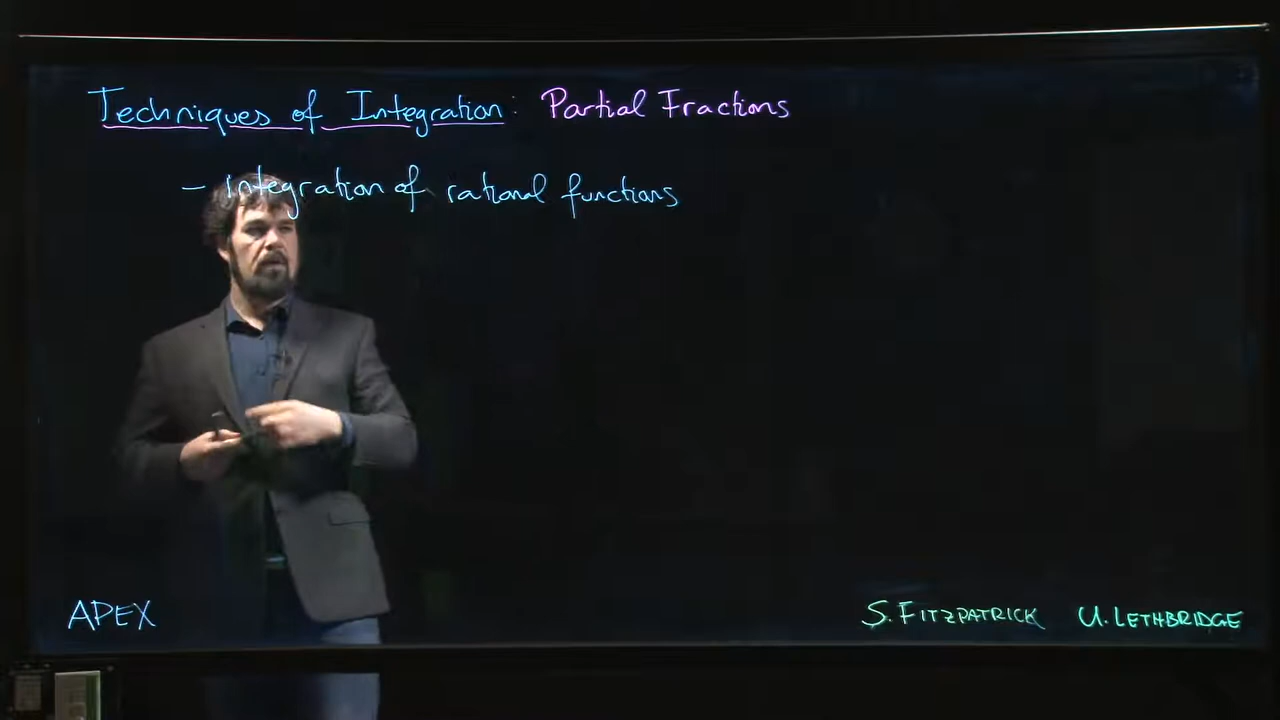 Techniques of Integration: Partial Fractions
- Integration of rational functions
APEX
S. FITZPATRICK U. LETHBRIDGE